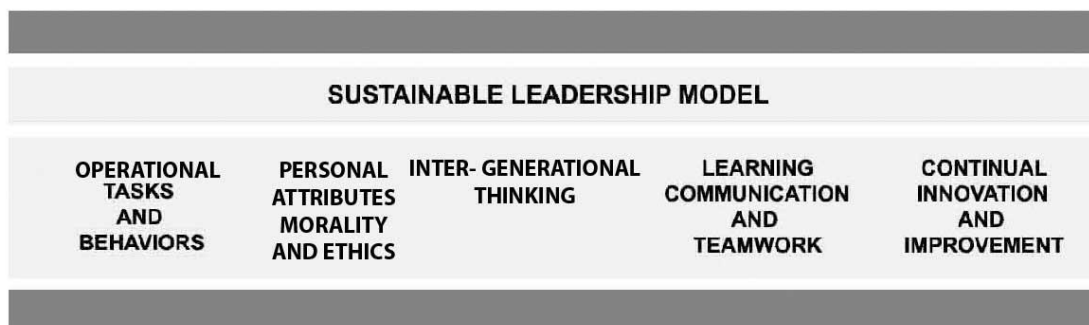 SUSTAINABLE LEADERSHIP MODEL
OPERATIONAL
TASKS
AND
BEHAVIORS
PERSONAL
ATTRIBUTES
MORALITY
AND ETHICS
INTER- GENERATIONAL
THINKING
LEARNING
COMMUNICATION
AND
TEAMWORK
CONTINUAL
INNOVATION
AND
IMPROVEMENT